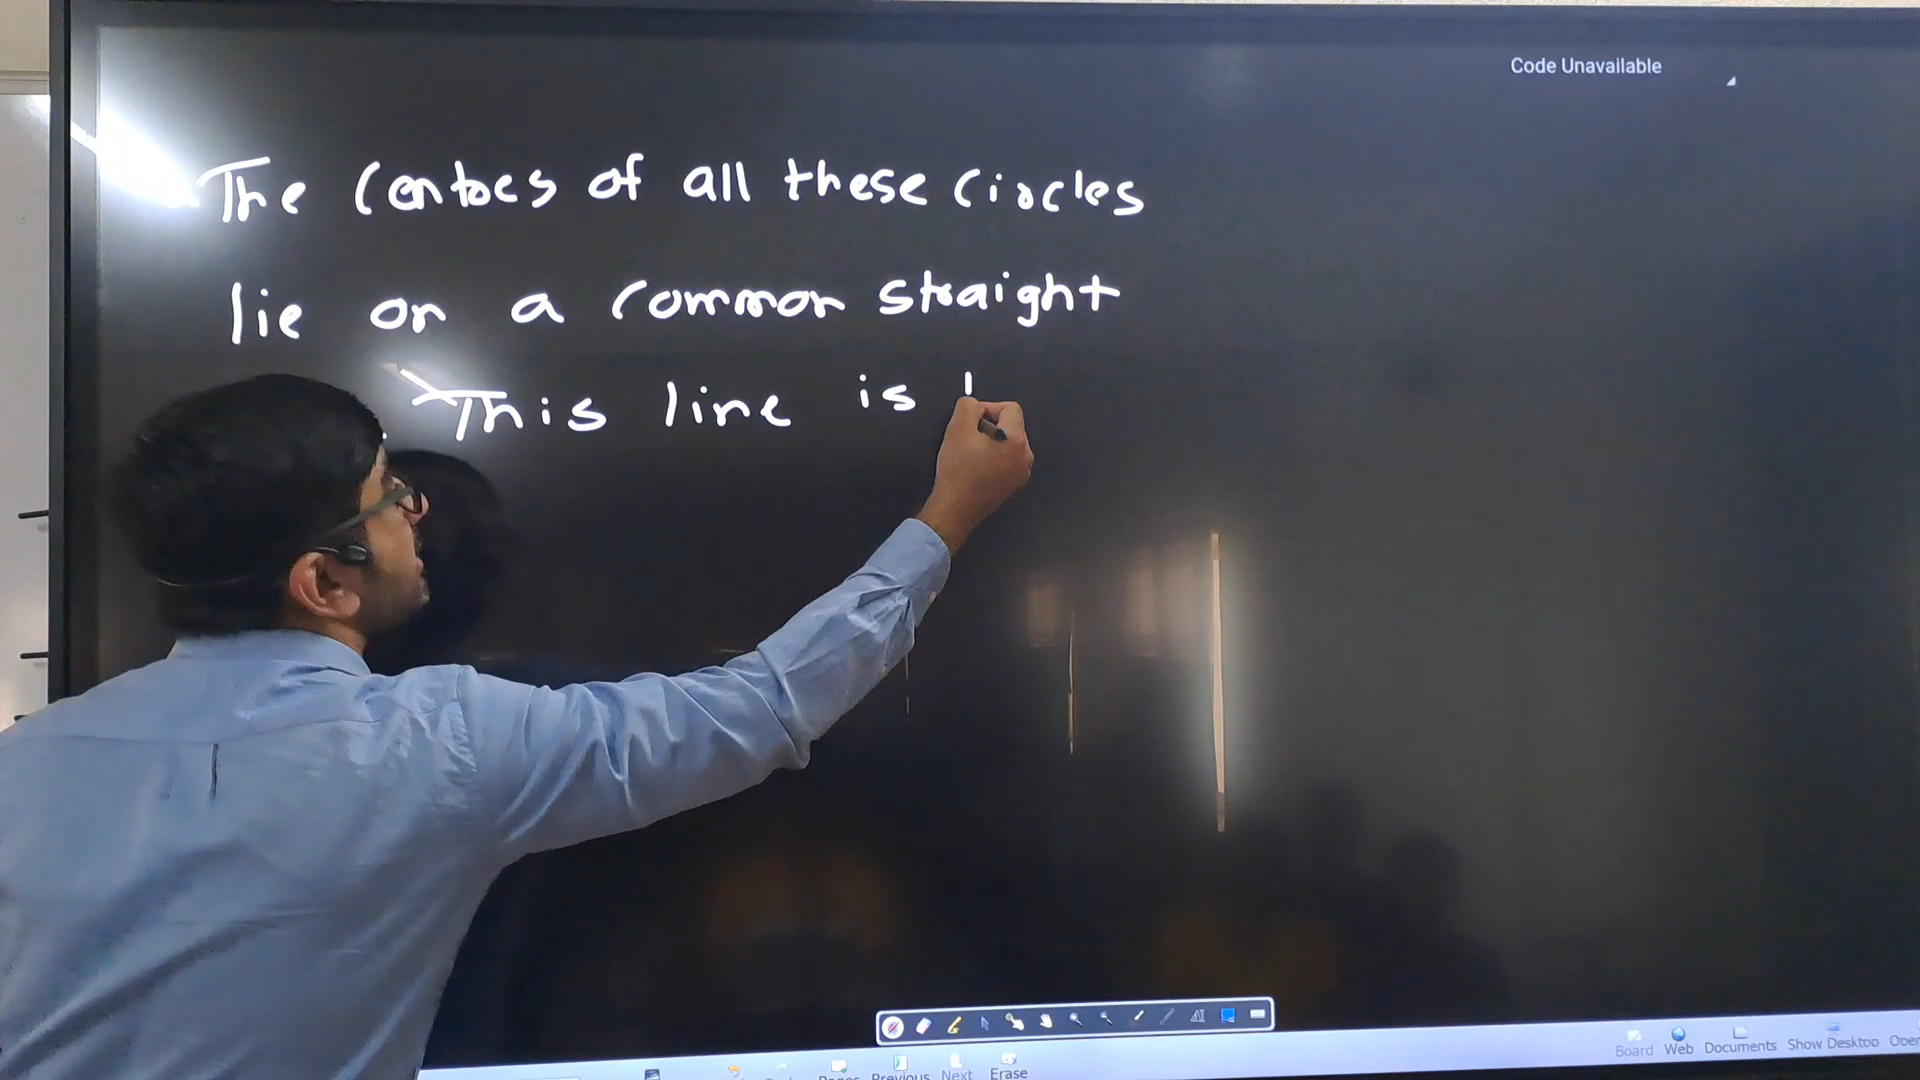 Code Unavailable
The centres of all these circles
lie on a common straight
. This line is
Board Web Documents Show Desktop
Previous Next Erase